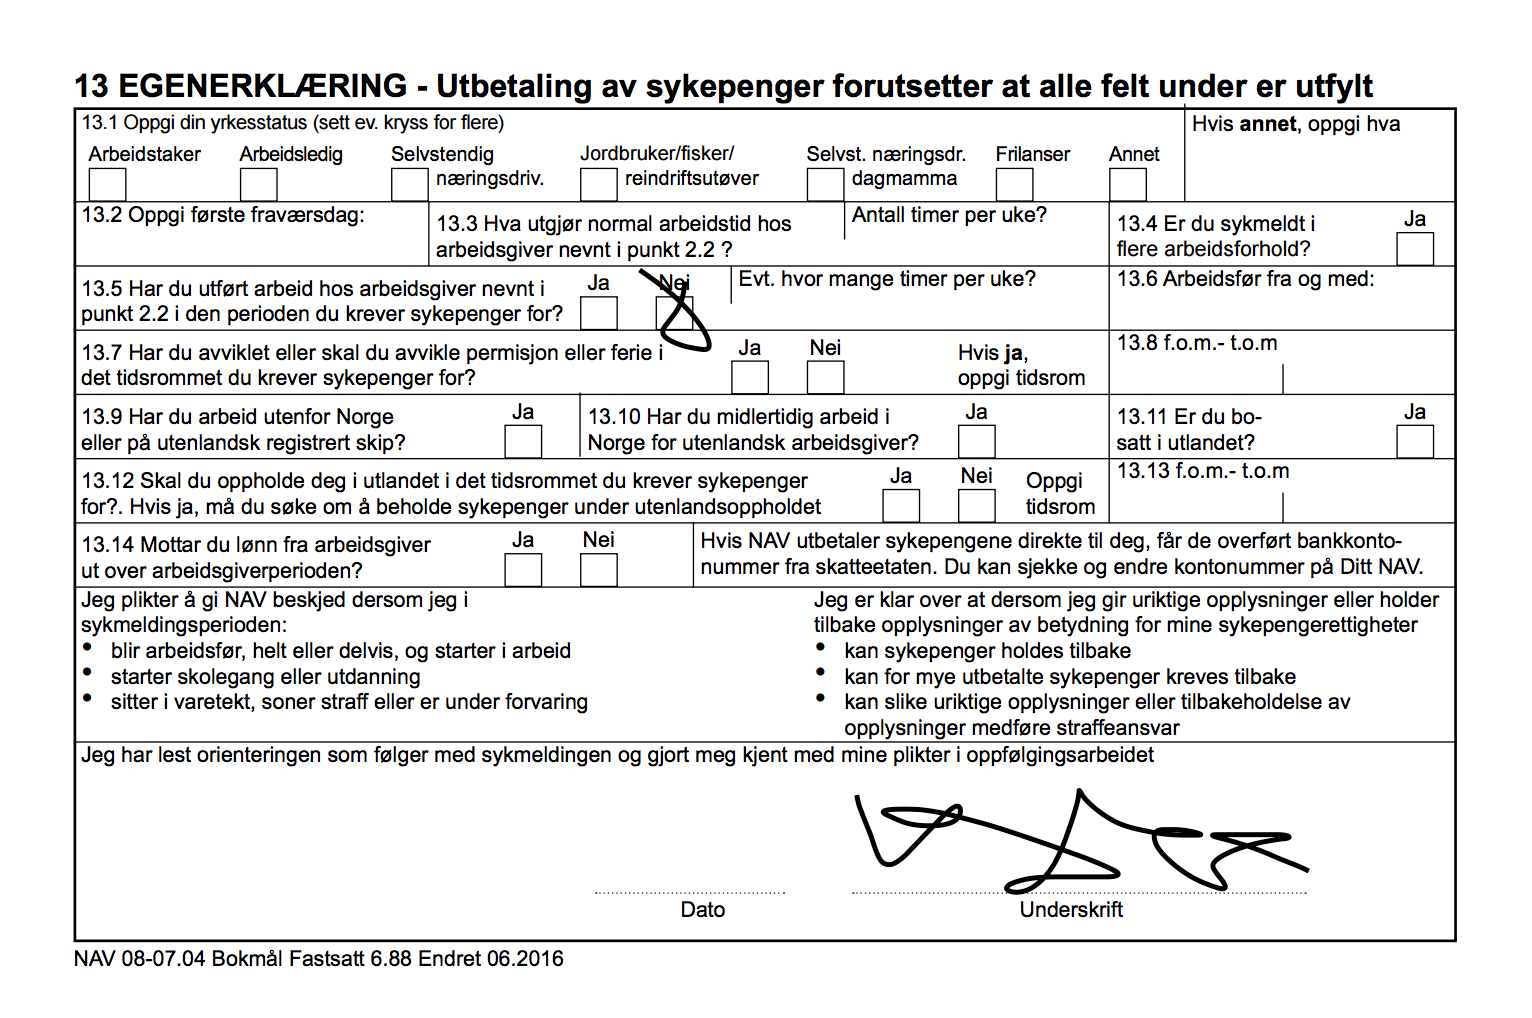 13 EGENERKLÆRING - Utbetaling av sykepenger forutsetter at alle felt under er utfylt
13.1 Oppgi din yrkesstatus (sett ev. kryss for flere)
Hvis annet, oppgi hva
Arbeidstaker
Arbeidsledig
Selvstendig
næringsdriv.
Jordbruker/fisker/
reindriftsutøver
Selvst. næringsdr.
dagmamma
Frilanser
Annet
13.2 Oppgi første fraværsdag:
13.3 Hva utgjør normal arbeidstid hos
arbeidsgiver nevnt i punkt 2.2 ?
Antall timer per uke?
13.4 Er du sykmeldt i
flere arbeidsforhold?
Ja
13.5 Har du utført arbeid hos arbeidsgiver nevnt i
punkt 2.2 i den perioden du krever sykepenger for?
Ja
Nei
Evt. hvor mange timer per uke?
13.6 Arbeidsfør fra og med:
13.7 Har du avviklet eller skal du avvikle permisjon eller ferie i
det tidsrommet du krever sykepenger for?
Ja
Nei
Hvis ja,
oppgi tidsrom
13.8 f.o.m.- t.o.m
13.9 Har du arbeid utenfor Norge
eller på utenlandsk registrert skip?
Ja
13.10 Har du midlertidig arbeid i
Norge for utenlandsk arbeidsgiver?
Ja
13.11 Er du bo-
satt i utlandet?
Ja
13.12 Skal du oppholde deg i utlandet i det tidsrommet du krever sykepenger
for?. Hvis ja, må du søke om å beholde sykepenger under utenlandsoppholdet
Ja
Nei
Oppgi
tidsrom
13.13 f.o.m.- t.o.m
13.14 Mottar du lønn fra arbeidsgiver
ut over arbeidsgiverperioden?
Ja
Nei
Hvis NAV utbetaler sykepengene direkte til deg, får de overført bankkonto-
nummer fra skatteetaten. Du kan sjekke og endre kontonummer på Ditt NAV.
Jeg plikter å gi NAV beskjed dersom jeg i
sykmeldingsperioden:
• blir arbeidsfør, helt eller delvis, og starter i arbeid
• starter skolegang eller utdanning
• sitter i varetekt, soner straff eller er under forvaring
Jeg er klar over at dersom jeg gir uriktige opplysninger eller holder
tilbake opplysninger av betydning for mine sykepengerettigheter
• kan sykepenger holdes tilbake
• kan for mye utbetalte sykepenger kreves tilbake
• kan slike uriktige opplysninger eller tilbakeholdelse av
opplysninger medføre straffeansvar
Jeg har lest orienteringen som følger med sykmeldingen og gjort meg kjent med mine plikter i oppfølgingsarbeidet
Dato
Underskrift
NAV 08-07.04 Bokmål Fastsatt 6.88 Endret 06.2016